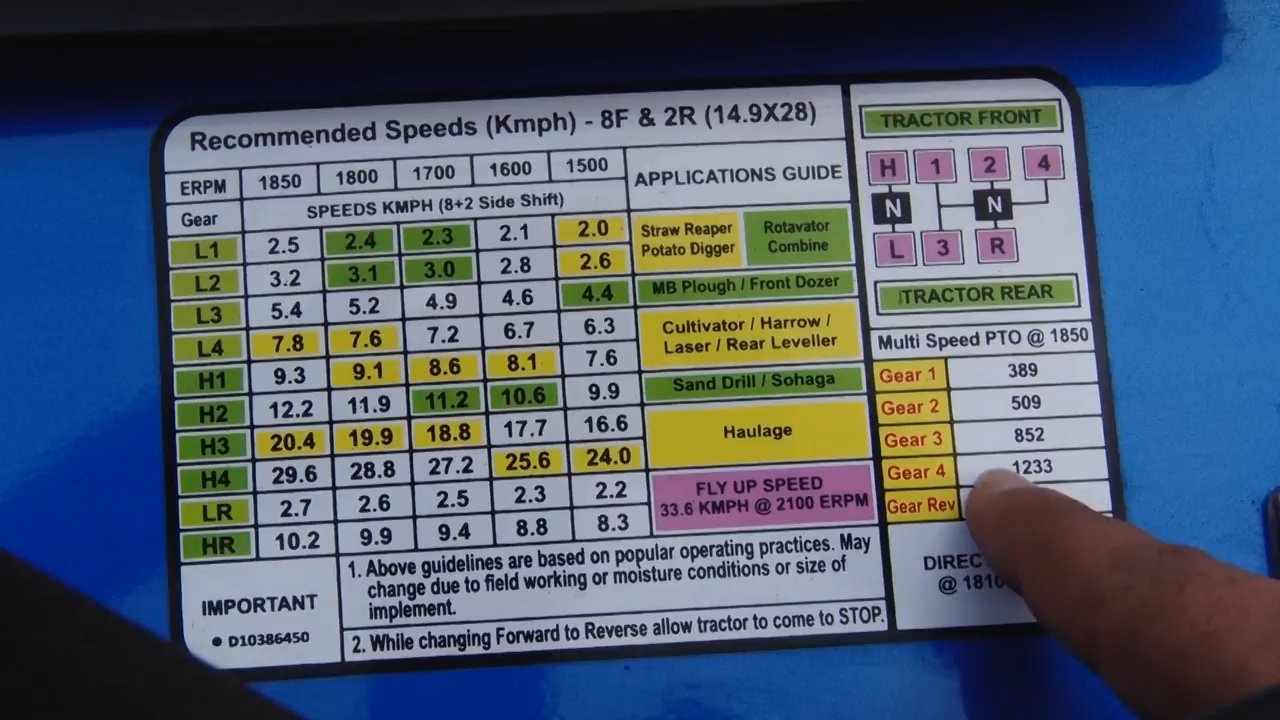 Recommended Speeds (Kmph) - 8F & 2R (14.9X28)
ERPM 1850 1800 1700 1600 1500
Gear SPEEDS KMPH (8+2 Side Shift)
L1 2.5 2.4 2.3 2.1 2.0
L2 3.2 3.1 3.0 2.8 2.6
L3 5.4 5.2 4.9 4.6 4.4
L4 7.8 7.6 7.2 6.7 6.3
H1 9.3 9.1 8.6 8.1 7.6
H2 12.2 11.9 11.2 10.6 9.9
H3 20.4 19.9 18.8 17.7 16.6
H4 29.6 28.8 27.2 25.6 24.0
LR 2.7 2.6 2.5 2.3 2.2
HR 10.2 9.9 9.4 8.8 8.3
APPLICATIONS GUIDE
Straw Reaper
Potato Digger
Rotavator
Combine
MB Plough / Front Dozer
Cultivator / Harrow /
Laser / Rear Leveller
Sand Drill / Sohaga
Haulage
FLY UP SPEED
33.6 KMPH @ 2100 ERPM
IMPORTANT
• D10386450
1. Above guidelines are based on popular operating practices. May
change due to field working or moisture conditions or size of
implement.
2. While changing Forward to Reverse allow tractor to come to STOP.
TRACTOR FRONT
H 1 2 4
N N
L 3 R
TRACTOR REAR
Multi Speed PTO @ 1850
Gear 1 389
Gear 2 509
Gear 3 852
Gear 4 1233
Gear Rev
@ 1810